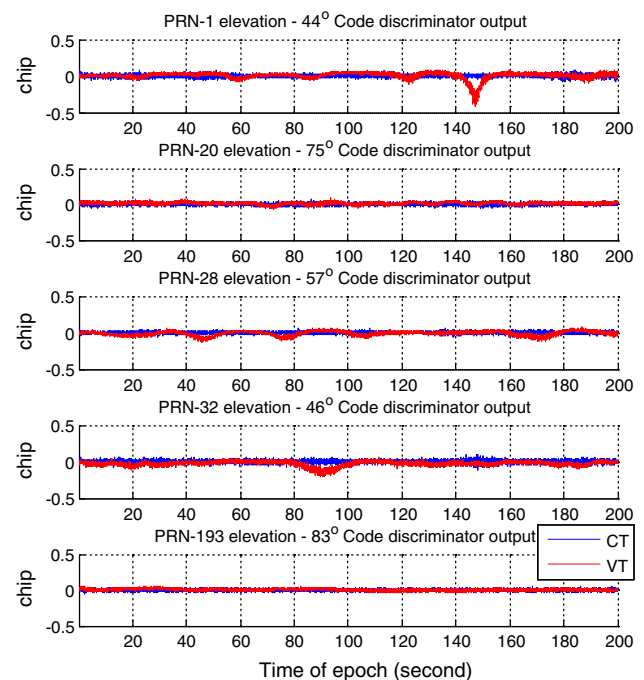 PRN-1 elevation - 44° Code discriminator output
chip
0.5
0
-0.5
20 40 60 80 100 120 140 160 180 200
PRN-20 elevation - 75° Code discriminator output
chip
0.5
0
-0.5
20 40 60 80 100 120 140 160 180 200
PRN-28 elevation - 57° Code discriminator output
chip
0.5
0
-0.5
20 40 60 80 100 120 140 160 180 200
PRN-32 elevation - 46° Code discriminator output
chip
0.5
0
-0.5
20 40 60 80 100 120 140 160 180 200
PRN-193 elevation - 83° Code discriminator output
chip
0.5
0
-0.5
CT
VT
20 40 60 80 100 120 140 160 180 200
Time of epoch (second)